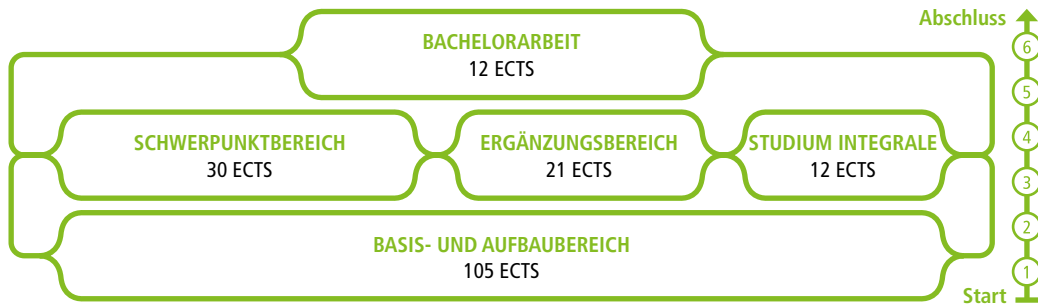 Abschluss
BACHELORARBEIT
12 ECTS
6
5
SCHWERPUNKTBEREICH
30 ECTS
ERGÄNZUNGSBEREICH
21 ECTS
STUDIUM INTEGRALE
12 ECTS
4
3
2
BASIS- UND AUFBAUBEREICH
105 ECTS
1
Start